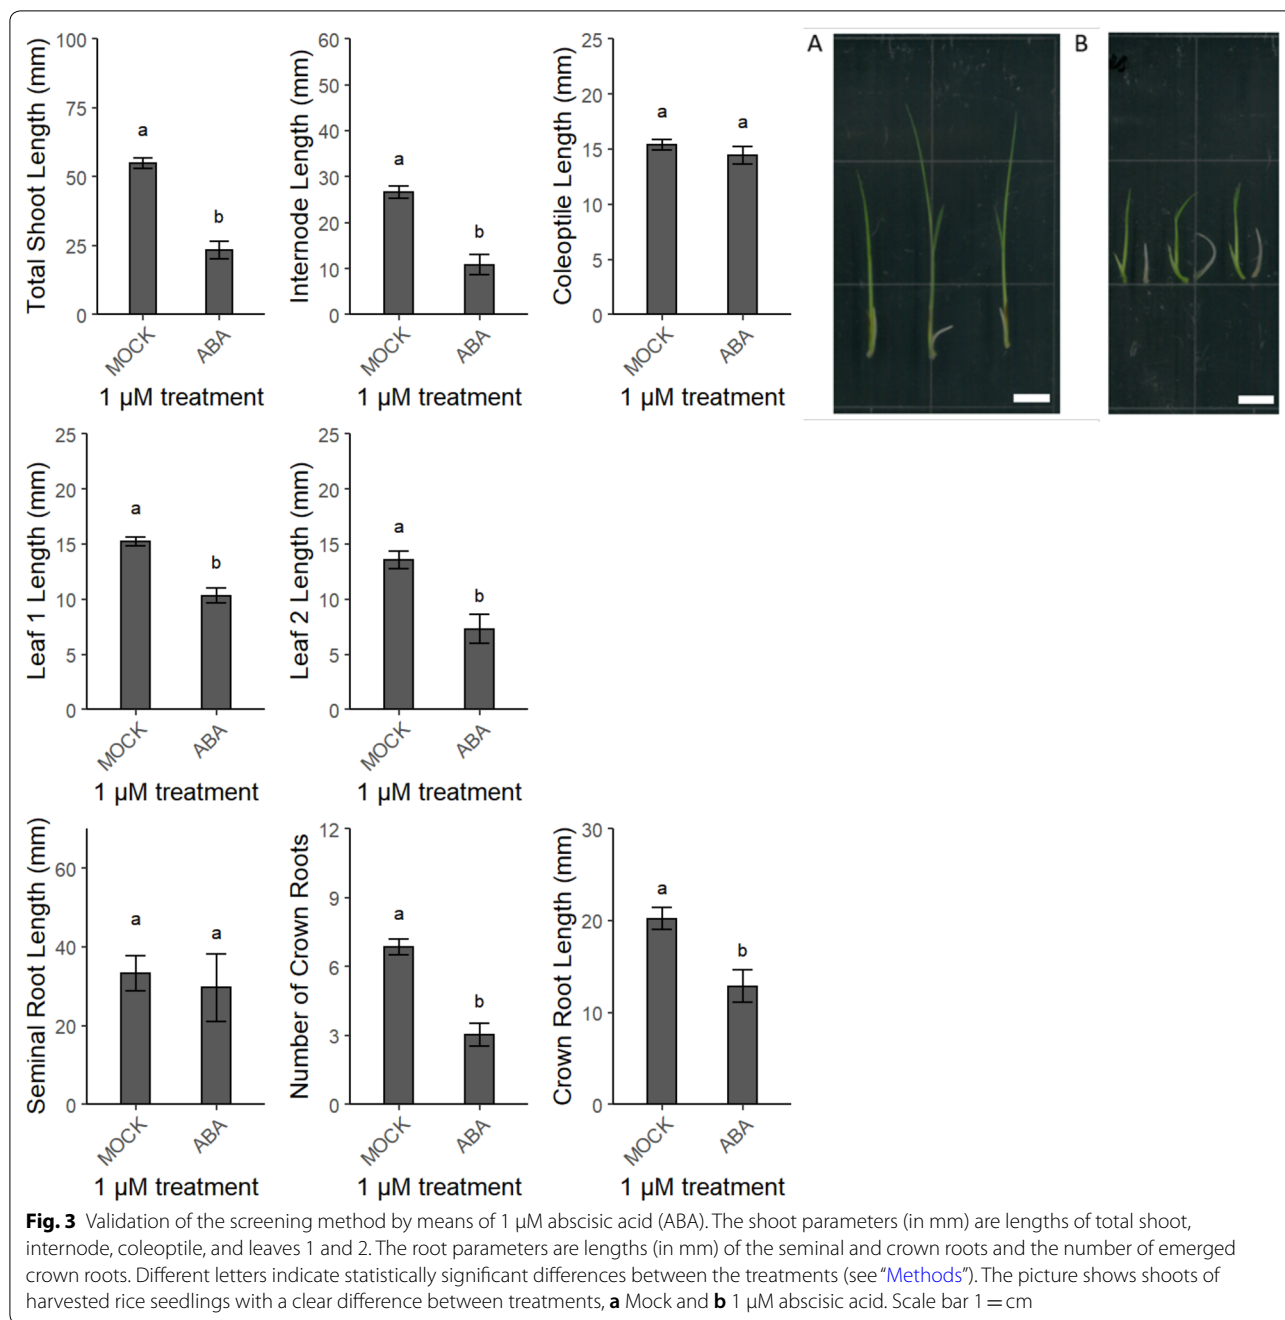 Total Shoot Length (mm)
100
75
50
25
0
a
b
MOCK
ABA
1 µM treatment
Internode Length (mm)
60
50
40
30
20
10
0
a
b
MOCK
ABA
1 µM treatment
Coleoptile Length (mm)
25
20
15
10
5
0
a
a
MOCK
ABA
1 µM treatment
A
B
Leaf 1 Length (mm)
25
20
15
10
5
0
a
b
MOCK
ABA
1 µM treatment
Leaf 2 Length (mm)
25
20
15
10
5
0
a
b
MOCK
ABA
1 µM treatment
Seminal Root Length (mm)
60
40
20
0
a
a
MOCK
ABA
1 µM treatment
Number of Crown Roots
12
9
6
3
0
a
b
MOCK
ABA
1 µM treatment
Crown Root Length (mm)
30
20
10
0
a
b
MOCK
ABA
1 µM treatment
Fig. 3 Validation of the screening method by means of 1 µM abscisic acid (ABA). The shoot parameters (in mm) are lengths of total shoot,
internode, coleoptile, and leaves 1 and 2. The root parameters are lengths (in mm) of the seminal and crown roots and the number of emerged
crown roots. Different letters indicate statistically significant differences between the treatments (see “Methods”). The picture shows shoots of
harvested rice seedlings with a clear difference between treatments, a Mock and b 1 µM abscisic acid. Scale bar 1 = cm